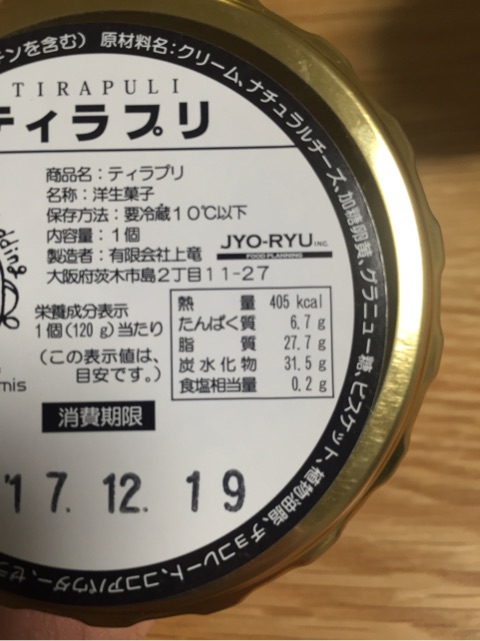 TIRAPULI
ティラプリ
商品名：ティラプリ
名称：洋生菓子
保存方法：要冷蔵10℃以下
内容量：1個
製造者：有限会社上竜
JYO-RYU INC.
FOOD PLANNING
大阪府茨木市島2丁目11-27
栄養成分表示
1個(120g)当たり
(この表示値は、
目安です。)
熱量 405 kcal
たんぱく質 6.7 g
脂質 27.7 g
炭水化物 31.5 g
食塩相当量 0.2 g
消費期限
'17. 12. 19
原材料名：クリーム、ナチュラルチーズ、加糖卵黄、グラニュー糖、ビスケット、植物油脂、チョコレート、ココアパウダー、ゼラ
チンを含む)